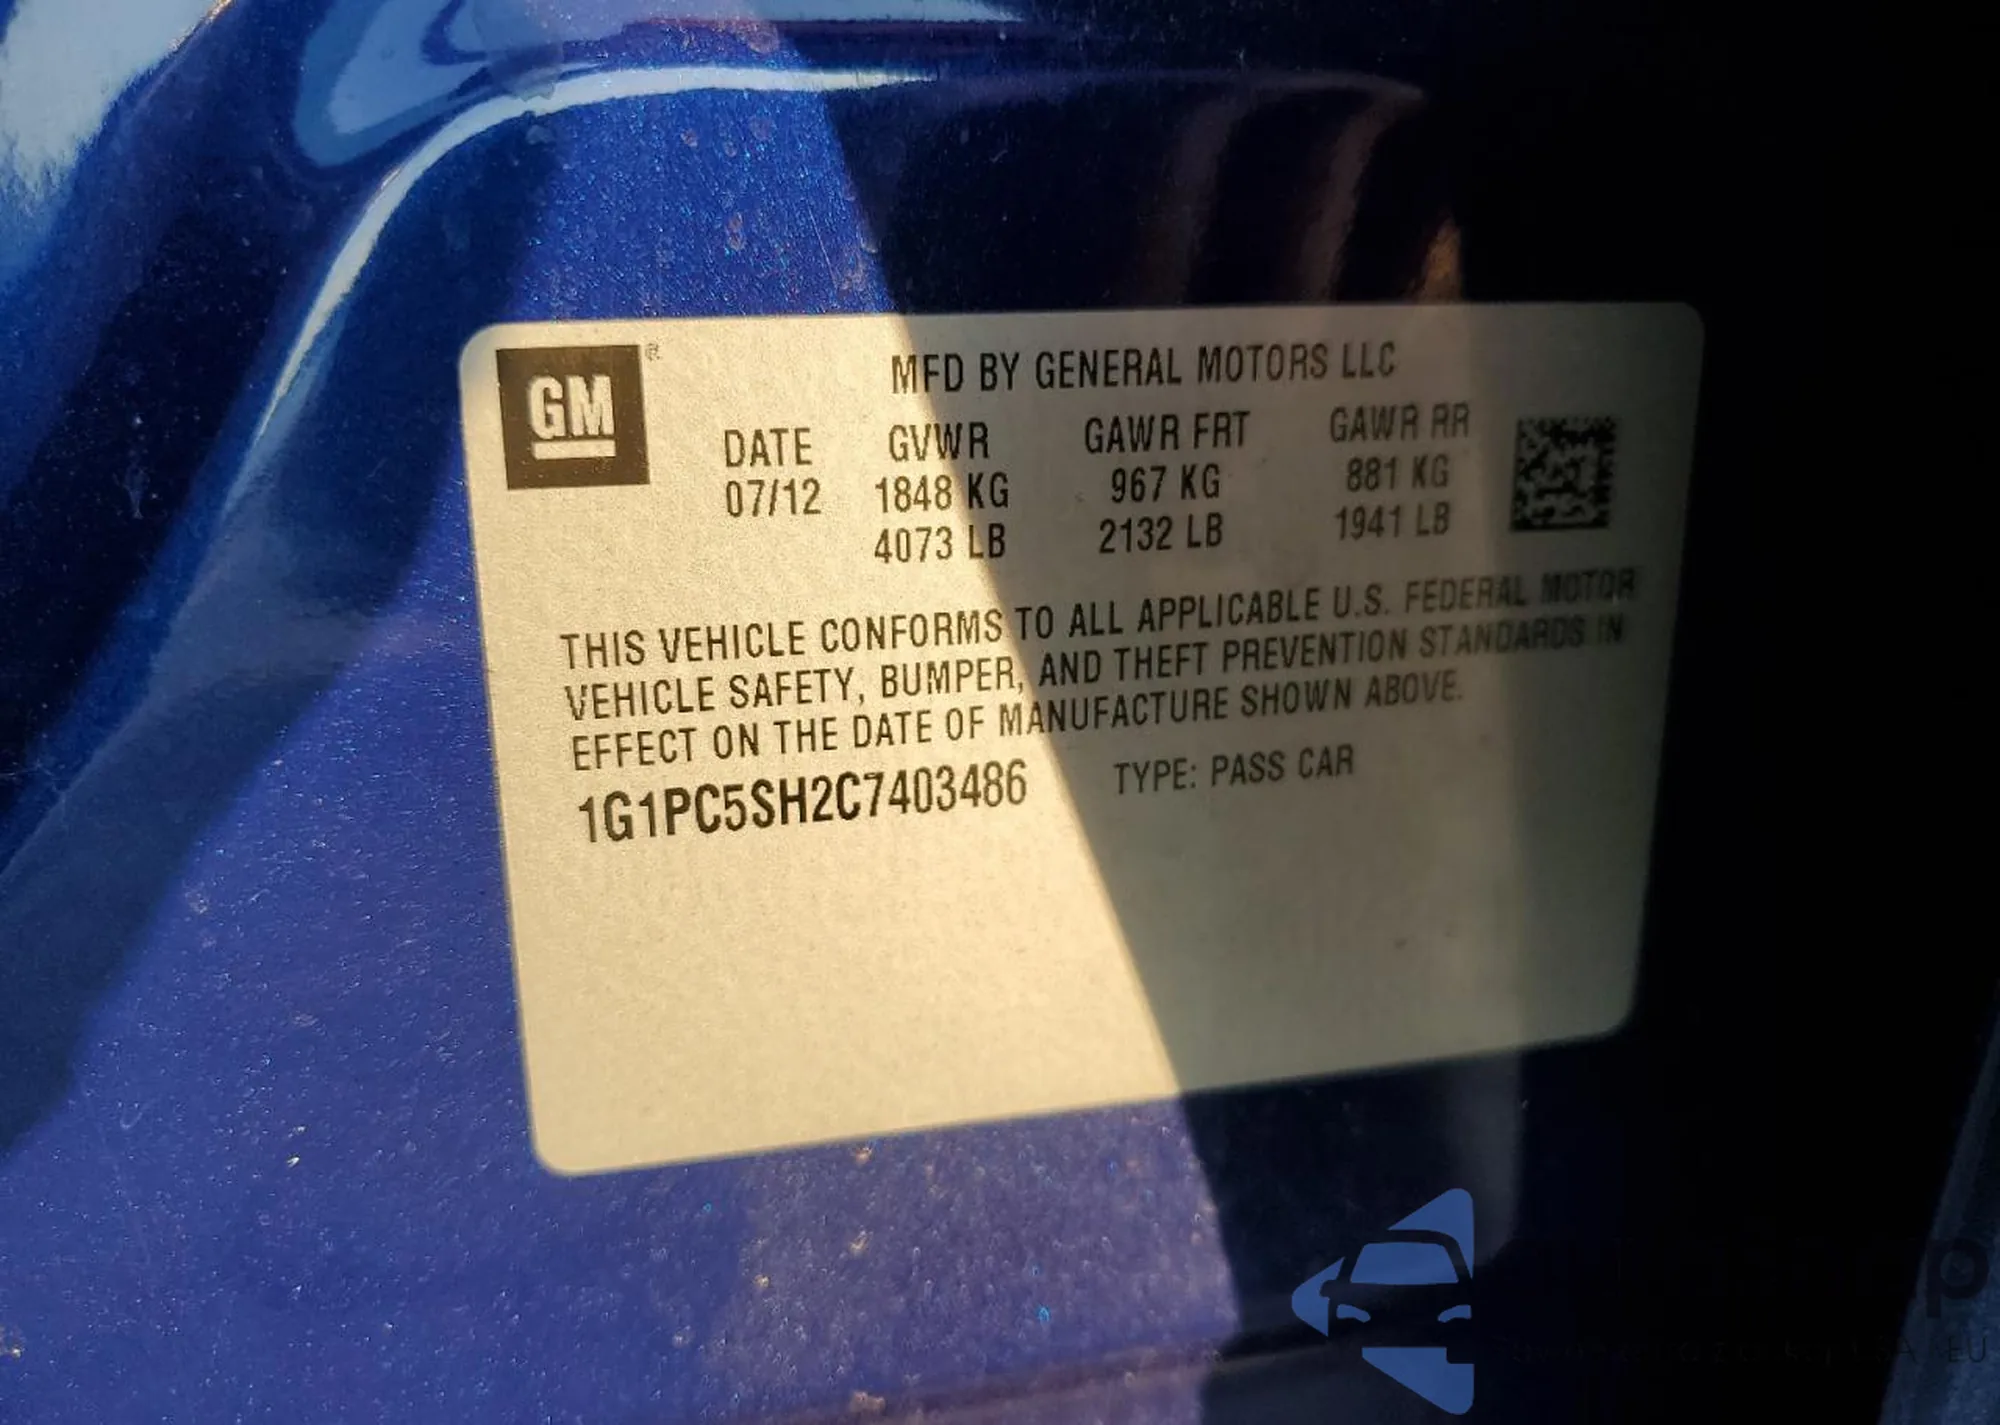 GM ®
MFD BY GENERAL MOTORS LLC
DATE GVWR GAWR FRT GAWR RR
07/12 1848 KG 967 KG 881 KG
4073 LB 2132 LB 1941 LB
THIS VEHICLE CONFORMS TO ALL APPLICABLE U.S. FEDERAL MOTOR
VEHICLE SAFETY, BUMPER, AND THEFT PREVENTION STANDARDS IN
EFFECT ON THE DATE OF MANUFACTURE SHOWN ABOVE.
1G1PC5SH2C7403486 TYPE: PASS CAR
EU